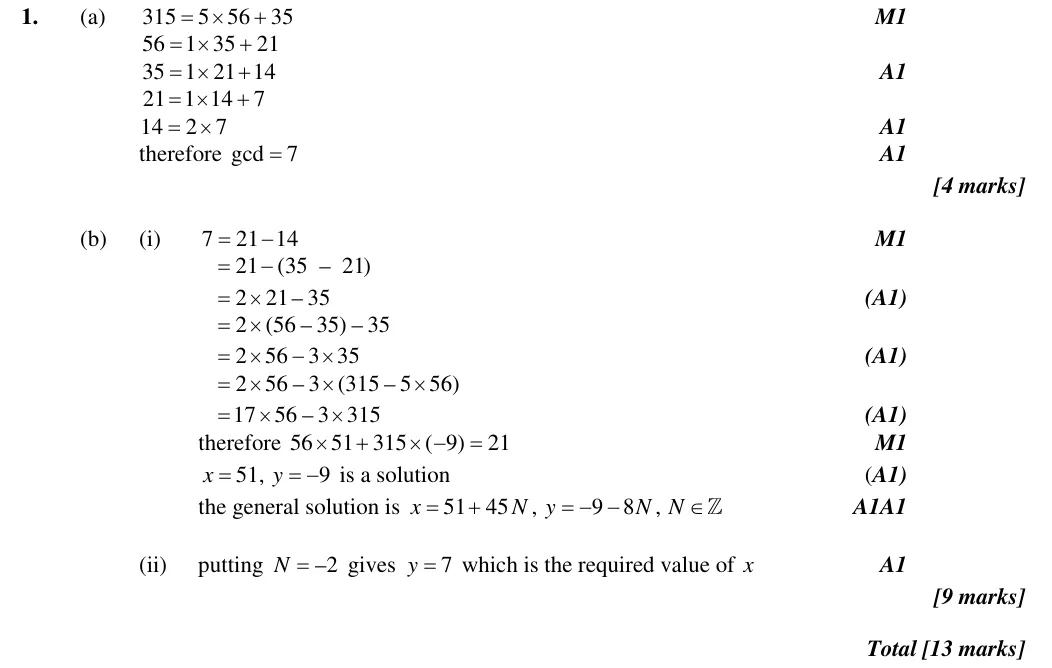 1. (a) 315 = 5 × 56 + 35 M1
56 = 1 × 35 + 21
35 = 1 × 21 + 14 A1
21 = 1 × 14 + 7
14 = 2 × 7 A1
therefore gcd = 7 A1
[4 marks]
(b) (i) 7 = 21 − 14 M1
= 21 − (35 − 21)
= 2 × 21 − 35 (A1)
= 2 × (56 − 35) − 35
= 2 × 56 − 3 × 35 (A1)
= 2 × 56 − 3 × (315 − 5 × 56)
= 17 × 56 − 3 × 315 (A1)
therefore 56 × 51 + 315 × (−9) = 21 M1
x = 51, y = −9 is a solution (A1)
the general solution is x = 51 + 45N, y = −9 − 8N, N ∈ ℤ A1A1
(ii) putting N = −2 gives y = 7 which is the required value of x A1
[9 marks]
Total [13 marks]